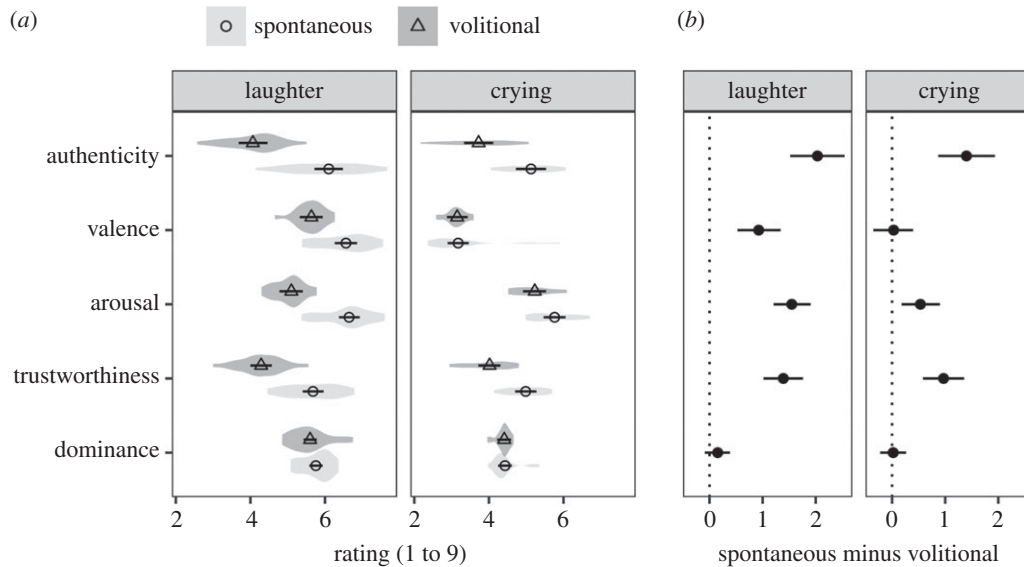 (a)
spontaneous
volitional
(b)
laughter
crying
laughter
crying
authenticity
valence
arousal
trustworthiness
dominance
2 4 6
2 4 6
0 1 2
0 1 2
rating (1 to 9)
spontaneous minus volitional